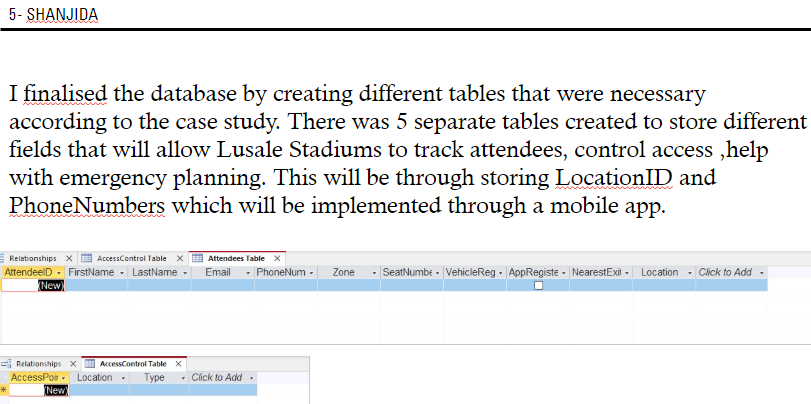 5- SHANJIDA
I finalised the database by creating different tables that were necessary
according to the case study. There was 5 separate tables created to store different
fields that will allow Lusale Stadiums to track attendees, control access ,help
with emergency planning. This will be through storing LocationID and
PhoneNumbers which will be implemented through a mobile app.
Relationships AccessControl Table Attendees Table
AttendeeID FirstName LastName Email PhoneNum Zone SeatNumbe VehicleReg AppRegiste NearestExit Location Click to Add
(New)
Relationships AccessControl Table
AccessPoir Location Type Click to Add
* (New)